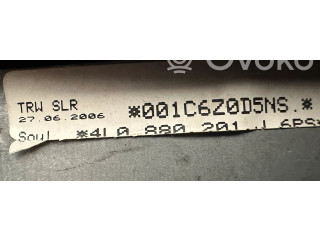 Ovoko
TRW SLR
27.06.2006 *001C6Z0D5NS.*
Soul *4L0.880.201.J 6PS*